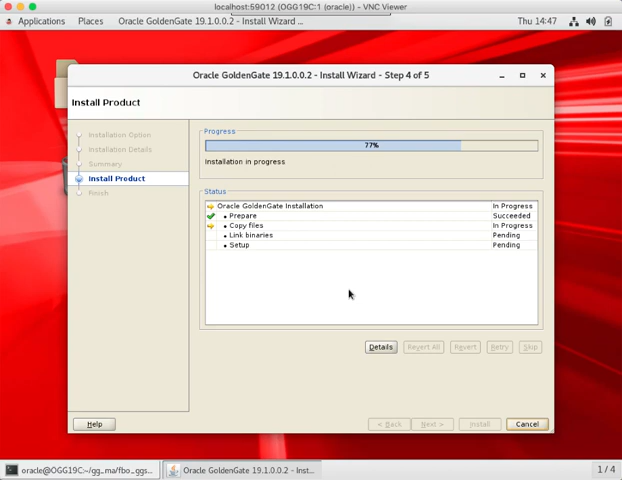 localhost:59012 (OGG19C:1 (oracle)) - VNC Viewer
Applications Places Oracle GoldenGate 19.1.0.0.2 - Install Wizard ... Thu 14:47
Oracle GoldenGate 19.1.0.0.2 - Install Wizard - Step 4 of 5
Install Product
Installation Option
Installation Details
Summary
Install Product
Finish
Progress
77%
Installation in progress
Status
Oracle GoldenGate Installation In Progress
• Prepare Succeeded
• Copy files In Progress
• Link binaries Pending
• Setup Pending
Details Revert All Revert Retry Skip
Help < Back Next > Install Cancel
oracle@OGG19C:~/gg_ma/fbo_ggs... Oracle GoldenGate 19.1.0.0.2 - Inst... 1 / 4